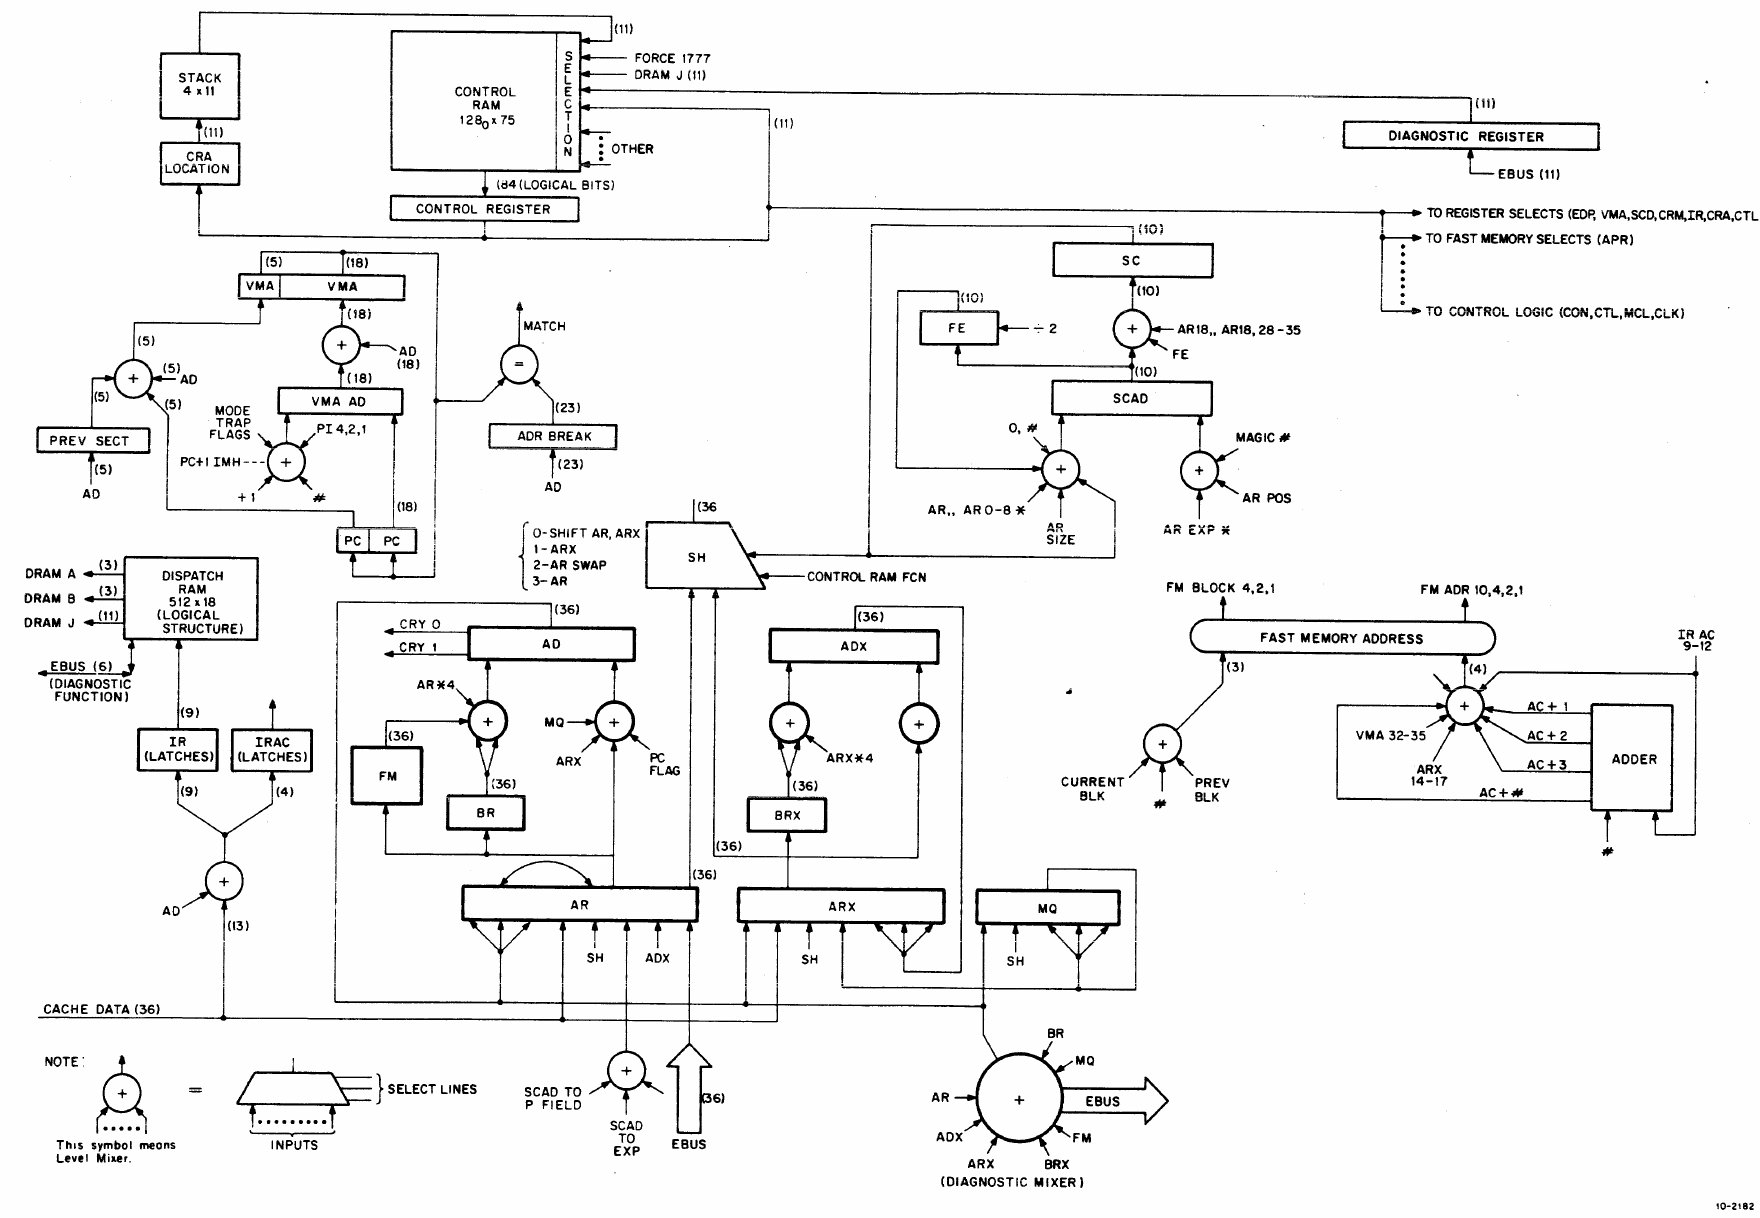 (11)
STACK
4 x 11
(11)
CRA
LOCATION
CONTROL
RAM
128₀ x 75
SELECTION
FORCE 1777
DRAM J (11)
(11)
OTHER
(84 (LOGICAL BITS)
CONTROL REGISTER
(11)
DIAGNOSTIC REGISTER
EBUS (11)
TO REGISTER SELECTS (EDP, VMA,SCD,CRM,IR,CRA,CTL
TO FAST MEMORY SELECTS (APR)
TO CONTROL LOGIC (CON,CTL,MCL,CLK)
(5)
(18)
VMA
VMA
(18)
+
AD
(18)
(18)
VMA AD
(5)
+
(5)
AD
(5)
(5)
PREV SECT
(5)
AD
MODE
TRAP
FLAGS
PI 4,2,1
PC+1 IMH---
+
+1
#
(18)
PC
PC
MATCH
=
(23)
ADR BREAK
(23)
AD
(10)
SC
(10)
(10)
FE
÷ 2
+
AR18,, AR18, 28-35
FE
(10)
SCAD
0, #
+
AR,, AR 0-8 *
AR
SIZE
MAGIC #
+
AR POS
AR EXP *
0-SHIFT AR, ARX
1-ARX
2-AR SWAP
3-AR
(36
SH
CONTROL RAM FCN
DRAM A
(3)
DRAM B
(3)
DRAM J
(11)
DISPATCH
RAM
512 x 18
(LOGICAL
STRUCTURE)
EBUS (6)
(DIAGNOSTIC
FUNCTION)
(9)
IR
(LATCHES)
IRAC
(LATCHES)
(9)
(4)
+
AD
(13)
(36)
CRY 0
CRY 1
AD
AR*4
+
MQ
+
ARX
PC
FLAG
(36)
FM
(36)
BR
(36)
ADX
+
+
ARX*4
(36)
BRX
(36)
(36)
AR
SH
ADX
ARX
SH
MQ
SH
FM BLOCK 4,2,1
FM ADR 10,4,2,1
FAST MEMORY ADDRESS
IR AC
9-12
(3)
(4)
+
AC + 1
AC + 2
AC + 3
AC + #
VMA 32-35
ARX
14-17
ADDER
#
+
CURRENT
BLK
#
PREV
BLK
CACHE DATA (36)
NOTE:
+
This symbol means
Level Mixer.
=
SELECT LINES
INPUTS
+
SCAD TO
P FIELD
SCAD
TO
EXP
(36)
EBUS
BR
MQ
AR
+
EBUS
ADX
FM
ARX
BRX
(DIAGNOSTIC MIXER)
10-2182